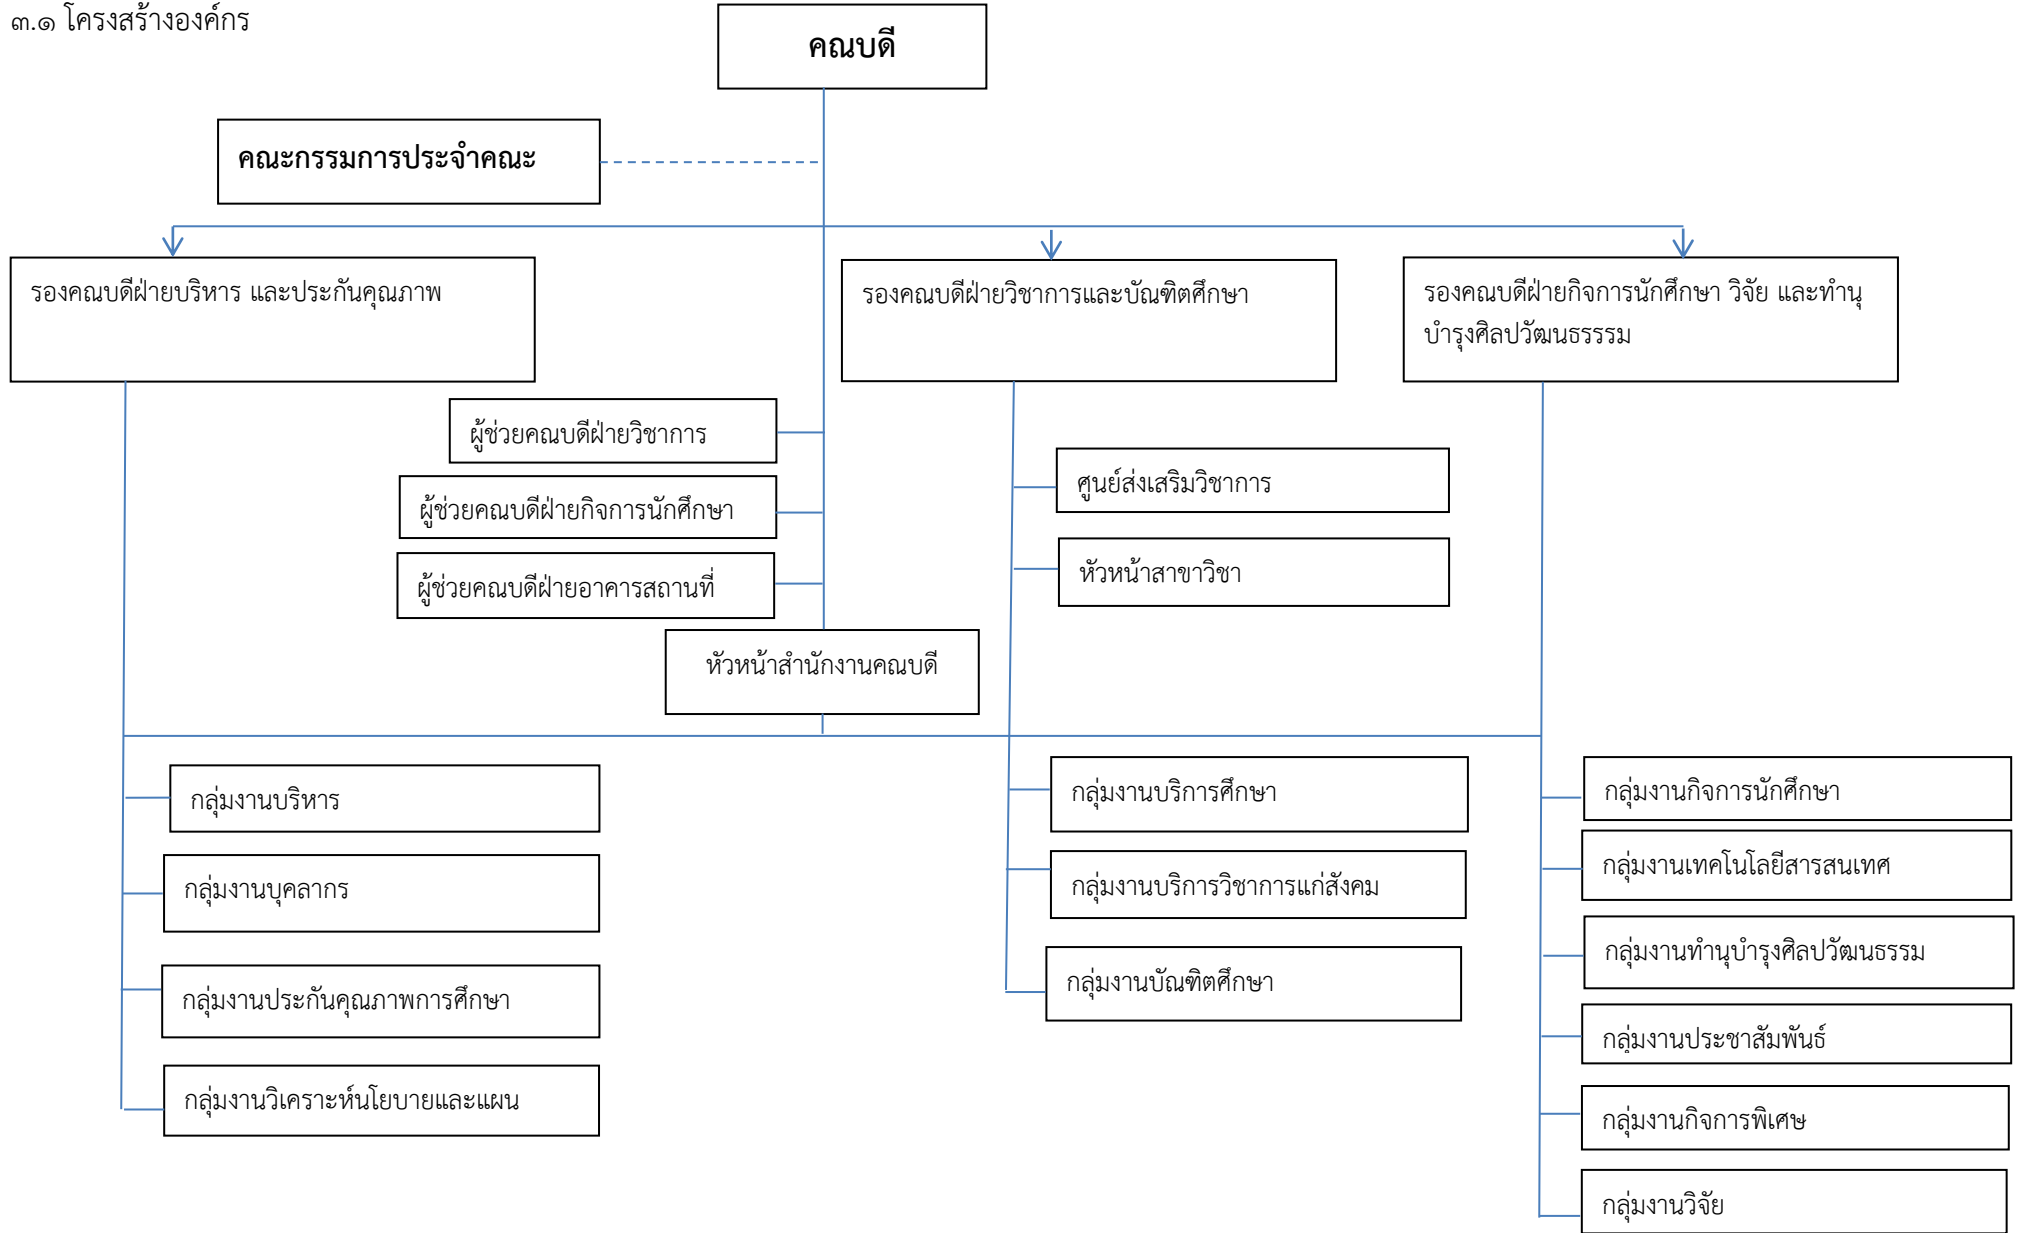 ๓.๑ โครงสร้างองค์กร
คณบดี
คณะกรรมการประจำคณะ
รองคณบดีฝ่ายบริหาร และประกันคุณภาพ
รองคณบดีฝ่ายวิชาการและบัณฑิตศึกษา
รองคณบดีฝ่ายกิจการนักศึกษา วิจัย และทำนุ
บำรุงศิลปวัฒนธรรรม
ผู้ช่วยคณบดีฝ่ายวิชาการ
ผู้ช่วยคณบดีฝ่ายกิจการนักศึกษา
ผู้ช่วยคณบดีฝ่ายอาคารสถานที่
ศูนย์ส่งเสริมวิชาการ
หัวหน้าสาขาวิชา
หัวหน้าสำนักงานคณบดี
กลุ่มงานบริหาร
กลุ่มงานบุคลากร
กลุ่มงานประกันคุณภาพการศึกษา
กลุ่มงานวิเคราะห์นโยบายและแผน
กลุ่มงานบริการศึกษา
กลุ่มงานบริการวิชาการแก่สังคม
กลุ่มงานบัณฑิตศึกษา
กลุ่มงานกิจการนักศึกษา
กลุ่มงานเทคโนโลยีสารสนเทศ
กลุ่มงานทำนุบำรุงศิลปวัฒนธรรม
กลุ่มงานประชาสัมพันธ์
กลุ่มงานกิจการพิเศษ
กลุ่มงานวิจัย